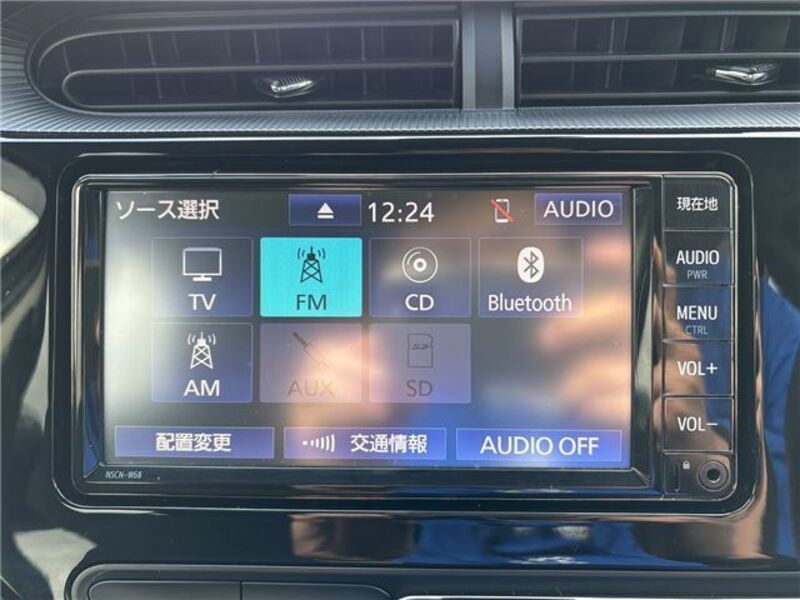 ソース選択 12:24 AUDIO
TV FM CD Bluetooth
AM AUX SD
配置変更 交通情報 AUDIO OFF
NSCN-W68
現在地
AUDIO
PWR
MENU
CTRL
VOL+
VOL-